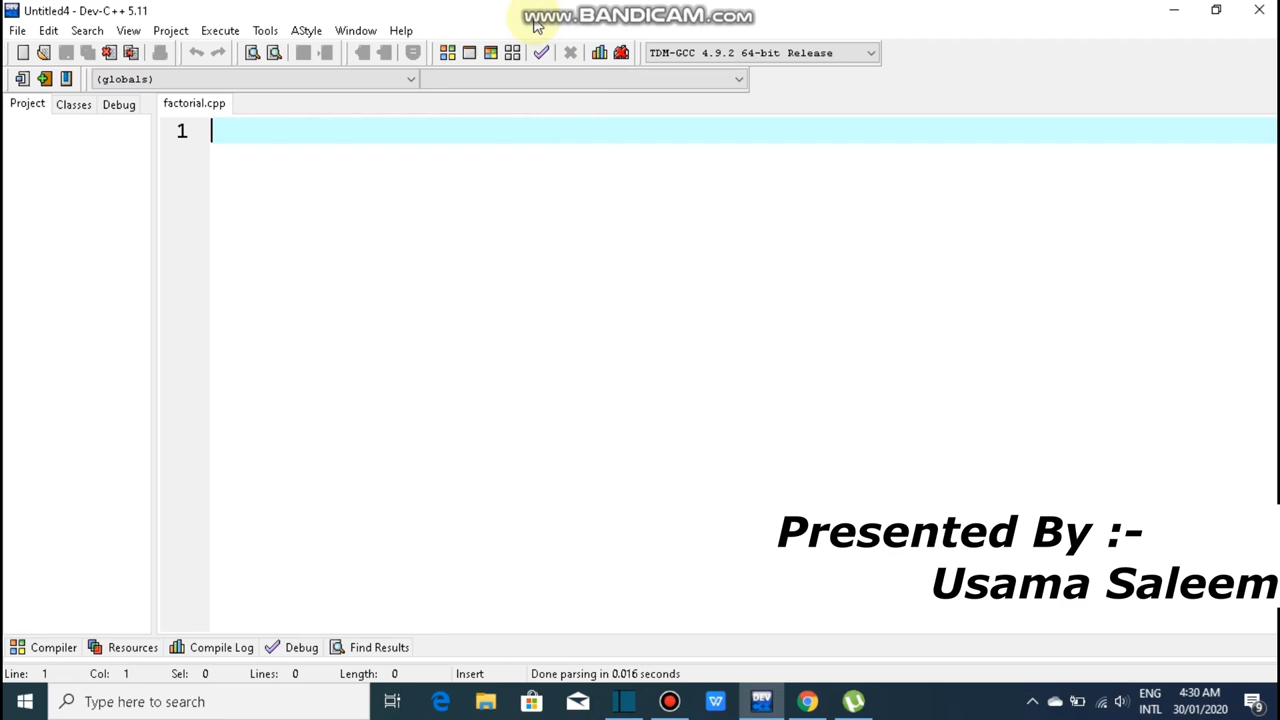 Untitled4 - Dev-C++ 5.11
www.BANDICAM.com
File Edit Search View Project Execute Tools AStyle Window Help
TDM-GCC 4.9.2 64-bit Release
(globals)
Project Classes Debug factorial.cpp
1
Presented By :-
Usama Saleem
Compiler Resources Compile Log Debug Find Results
Line: 1 Col: 1 Sel: 0 Lines: 0 Length: 0 Insert Done parsing in 0.016 seconds
Type here to search
DEV
W
ENG
INTL
4:30 AM
30/01/2020
9